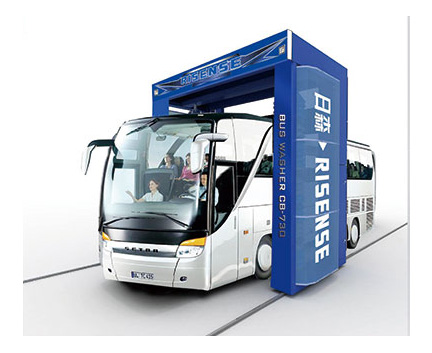 RISENSE
日森
RISENSE
BUS WASHER CB-730
SETRA